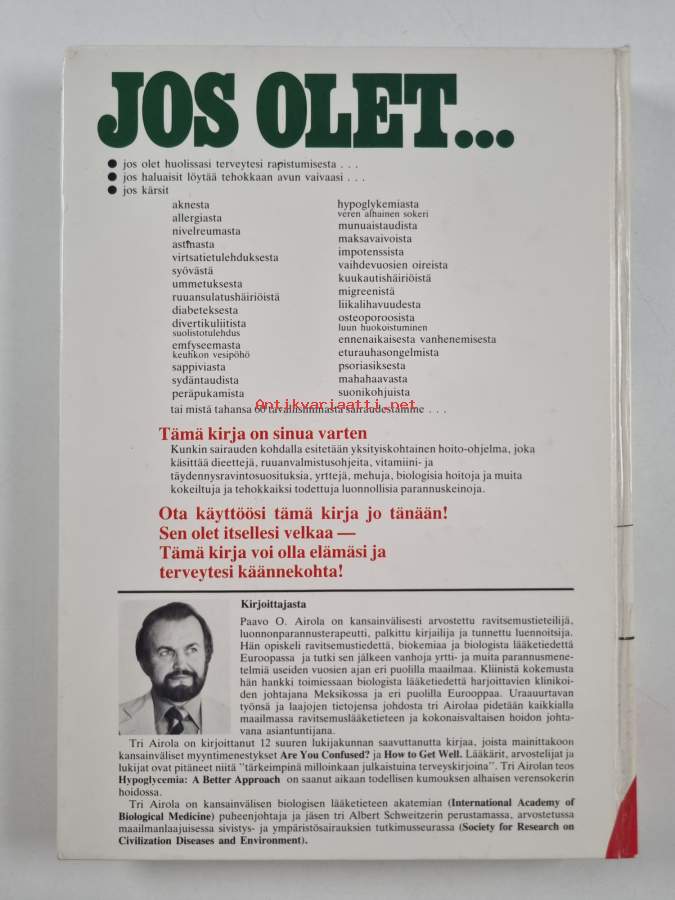 JOS OLET...
● jos olet huolissasi terveytesi rapistumisesta . . .
● jos haluaisit löytää tehokkaan avun vaivaasi . . .
● jos kärsit
aknesta
allergiasta
nivelreumasta
astmasta
virtsatietulehduksesta
syövästä
ummetuksesta
ruuansulatushäiriöistä
diabeteksesta
divertikuliitista
suolistotulehdus
emfyseemasta
keuhkon vesipöhö
sappiviasta
sydäntaudista
peräpukamista
hypoglykemiasta
veren alhainen sokeri
munuaistaudista
maksavaivoista
impotenssista
vaihdevuosien oireista
kuukautishäiriöistä
migreenistä
liikalihavuudesta
osteoporoosista
luun huokoistuminen
ennenaikaisesta vanhenemisesta
eturauhasongelmista
psoriasiksesta
mahahaavasta
suonikohjuista
Antikvariaatti.net
tai mistä tahansa 60 tavallisimmasta sairaudestamme . . .
Tämä kirja on sinua varten
Kunkin sairauden kohdalla esitetään yksityiskohtainen hoito-ohjelma, joka
käsittää dieettejä, ruuanvalmistusohjeita, vitamiini- ja
täydennysravintosuosituksia, yrttejä, mehuja, biologisia hoitoja ja muita
kokeiltuja ja tehokkaiksi todettuja luonnollisia parannuskeinoja.
Ota käyttöösi tämä kirja jo tänään!
Sen olet itsellesi velkaa —
Tämä kirja voi olla elämäsi ja
terveytesi käännekohta!
Kirjoittajasta
Paavo O. Airola on kansainvälisesti arvostettu ravitsemustieteilijä,
luonnonparannusterapeutti, palkittu kirjailija ja tunnettu luennoitsija.
Hän opiskeli ravitsemustiedettä, biokemiaa ja biologista lääketiedettä
Euroopassa ja tutki sen jälkeen vanhoja yrtti- ja muita parannusmene-
telmiä useiden vuosien ajan eri puolilla maailmaa. Kliinistä kokemusta
hän hankki toimiessaan biologista lääketiedettä harjoittavien klinikoi-
den johtajana Meksikossa ja eri puolilla Eurooppaa. Uraauurtavan
työnsä ja laajojen tietojensa johdosta tri Airolaa pidetään kaikkialla
maailmassa ravitsemuslääketieteen ja kokonaisvaltaisen hoidon johta-
vana asiantuntijana.
Tri Airola on kirjoittanut 12 suuren lukijakunnan saavuttanutta kirjaa, joista mainittakoon
kansainväliset myyntimenestykset Are You Confused? ja How to Get Well. Lääkärit, arvostelijat ja
lukijat ovat pitäneet niitä "tärkeimpinä milloinkaan julkaistuina terveyskirjoina". Tri Airolan teos
Hypoglycemia: A Better Approach on saanut aikaan todellisen kumouksen alhaisen verensokerin
hoidossa.
Tri Airola on kansainvälisen biologisen lääketieteen akatemian (International Academy of
Biological Medicine) puheenjohtaja ja jäsen tri Albert Schweitzerin perustamassa, arvostetussa
maailmanlaajuisessa sivistys- ja ympäristösairauksien tutkimusseurassa (Society for Research on
Civilization Diseases and Environment).